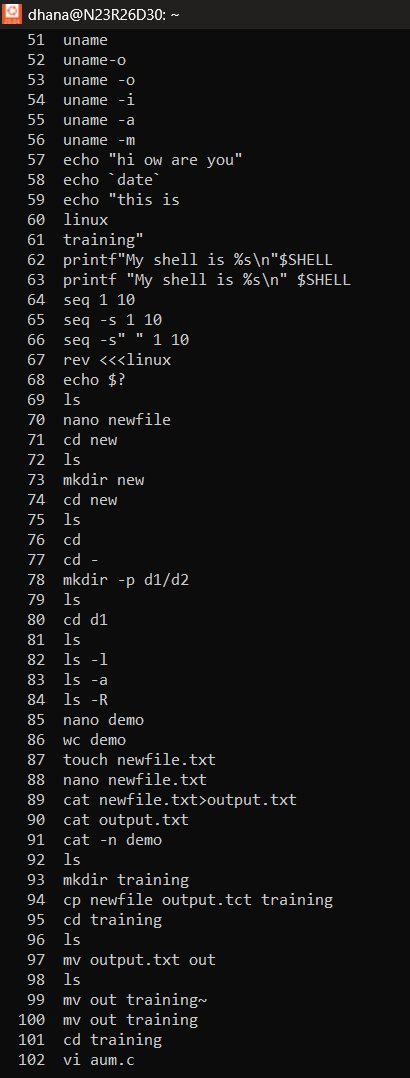 dhana@N23R26D30: ~
51 uname
52 uname-o
53 uname -o
54 uname -i
55 uname -a
56 uname -m
57 echo "hi ow are you"
58 echo `date`
59 echo "this is
60 linux
61 training"
62 printf"My shell is %s\n"$SHELL
63 printf "My shell is %s\n" $SHELL
64 seq 1 10
65 seq -s 1 10
66 seq -s" " 1 10
67 rev <<<linux
68 echo $?
69 ls
70 nano newfile
71 cd new
72 ls
73 mkdir new
74 cd new
75 ls
76 cd
77 cd -
78 mkdir -p d1/d2
79 ls
80 cd d1
81 ls
82 ls -l
83 ls -a
84 ls -R
85 nano demo
86 wc demo
87 touch newfile.txt
88 nano newfile.txt
89 cat newfile.txt>output.txt
90 cat output.txt
91 cat -n demo
92 ls
93 mkdir training
94 cp newfile output.tct training
95 cd training
96 ls
97 mv output.txt out
98 ls
99 mv out training~
100 mv out training
101 cd training
102 vi aum.c